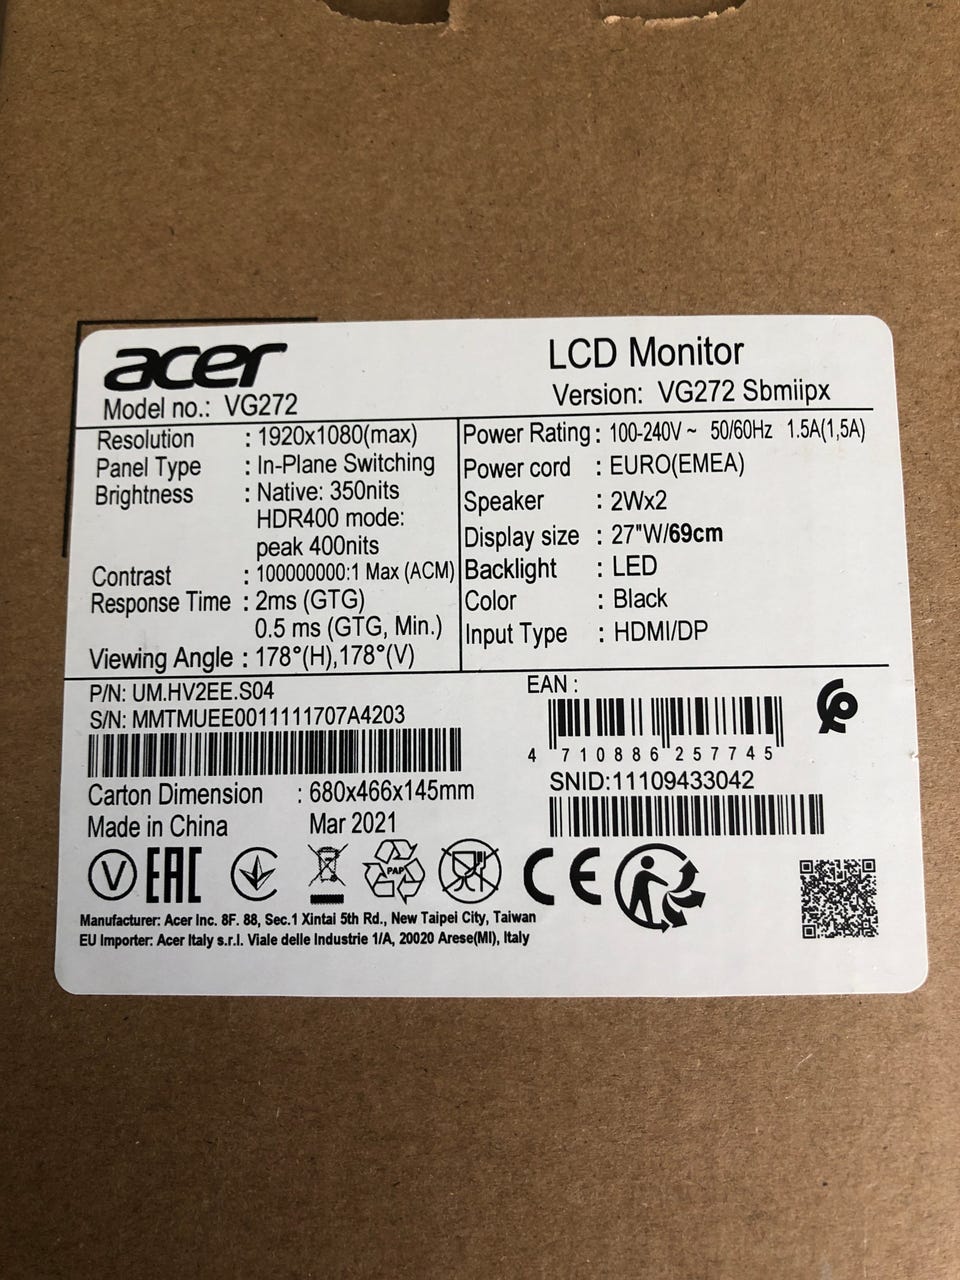 acer
Model no.: VG272
LCD Monitor
Version: VG272 Sbmiipx
Resolution : 1920x1080(max)
Panel Type : In-Plane Switching
Brightness : Native: 350nits
HDR400 mode:
peak 400nits
Contrast : 100000000:1 Max (ACM)
Response Time : 2ms (GTG)
0.5 ms (GTG, Min.)
Viewing Angle : 178°(H),178°(V)
Power Rating : 100-240V ~ 50/60Hz 1.5A(1,5A)
Power cord : EURO(EMEA)
Speaker : 2Wx2
Display size : 27"W/69cm
Backlight : LED
Color : Black
Input Type : HDMI/DP
P/N: UM.HV2EE.S04
S/N: MMTMUEE0011111707A4203
Carton Dimension : 680x466x145mm
Made in China Mar 2021
EAN :
4 710886 257745
SNID:11109433042
V EAC PAP CE
Manufacturer: Acer Inc. 8F. 88, Sec.1 Xintai 5th Rd., New Taipei City, Taiwan
EU Importer: Acer Italy s.r.l. Viale delle Industrie 1/A, 20020 Arese(MI), Italy